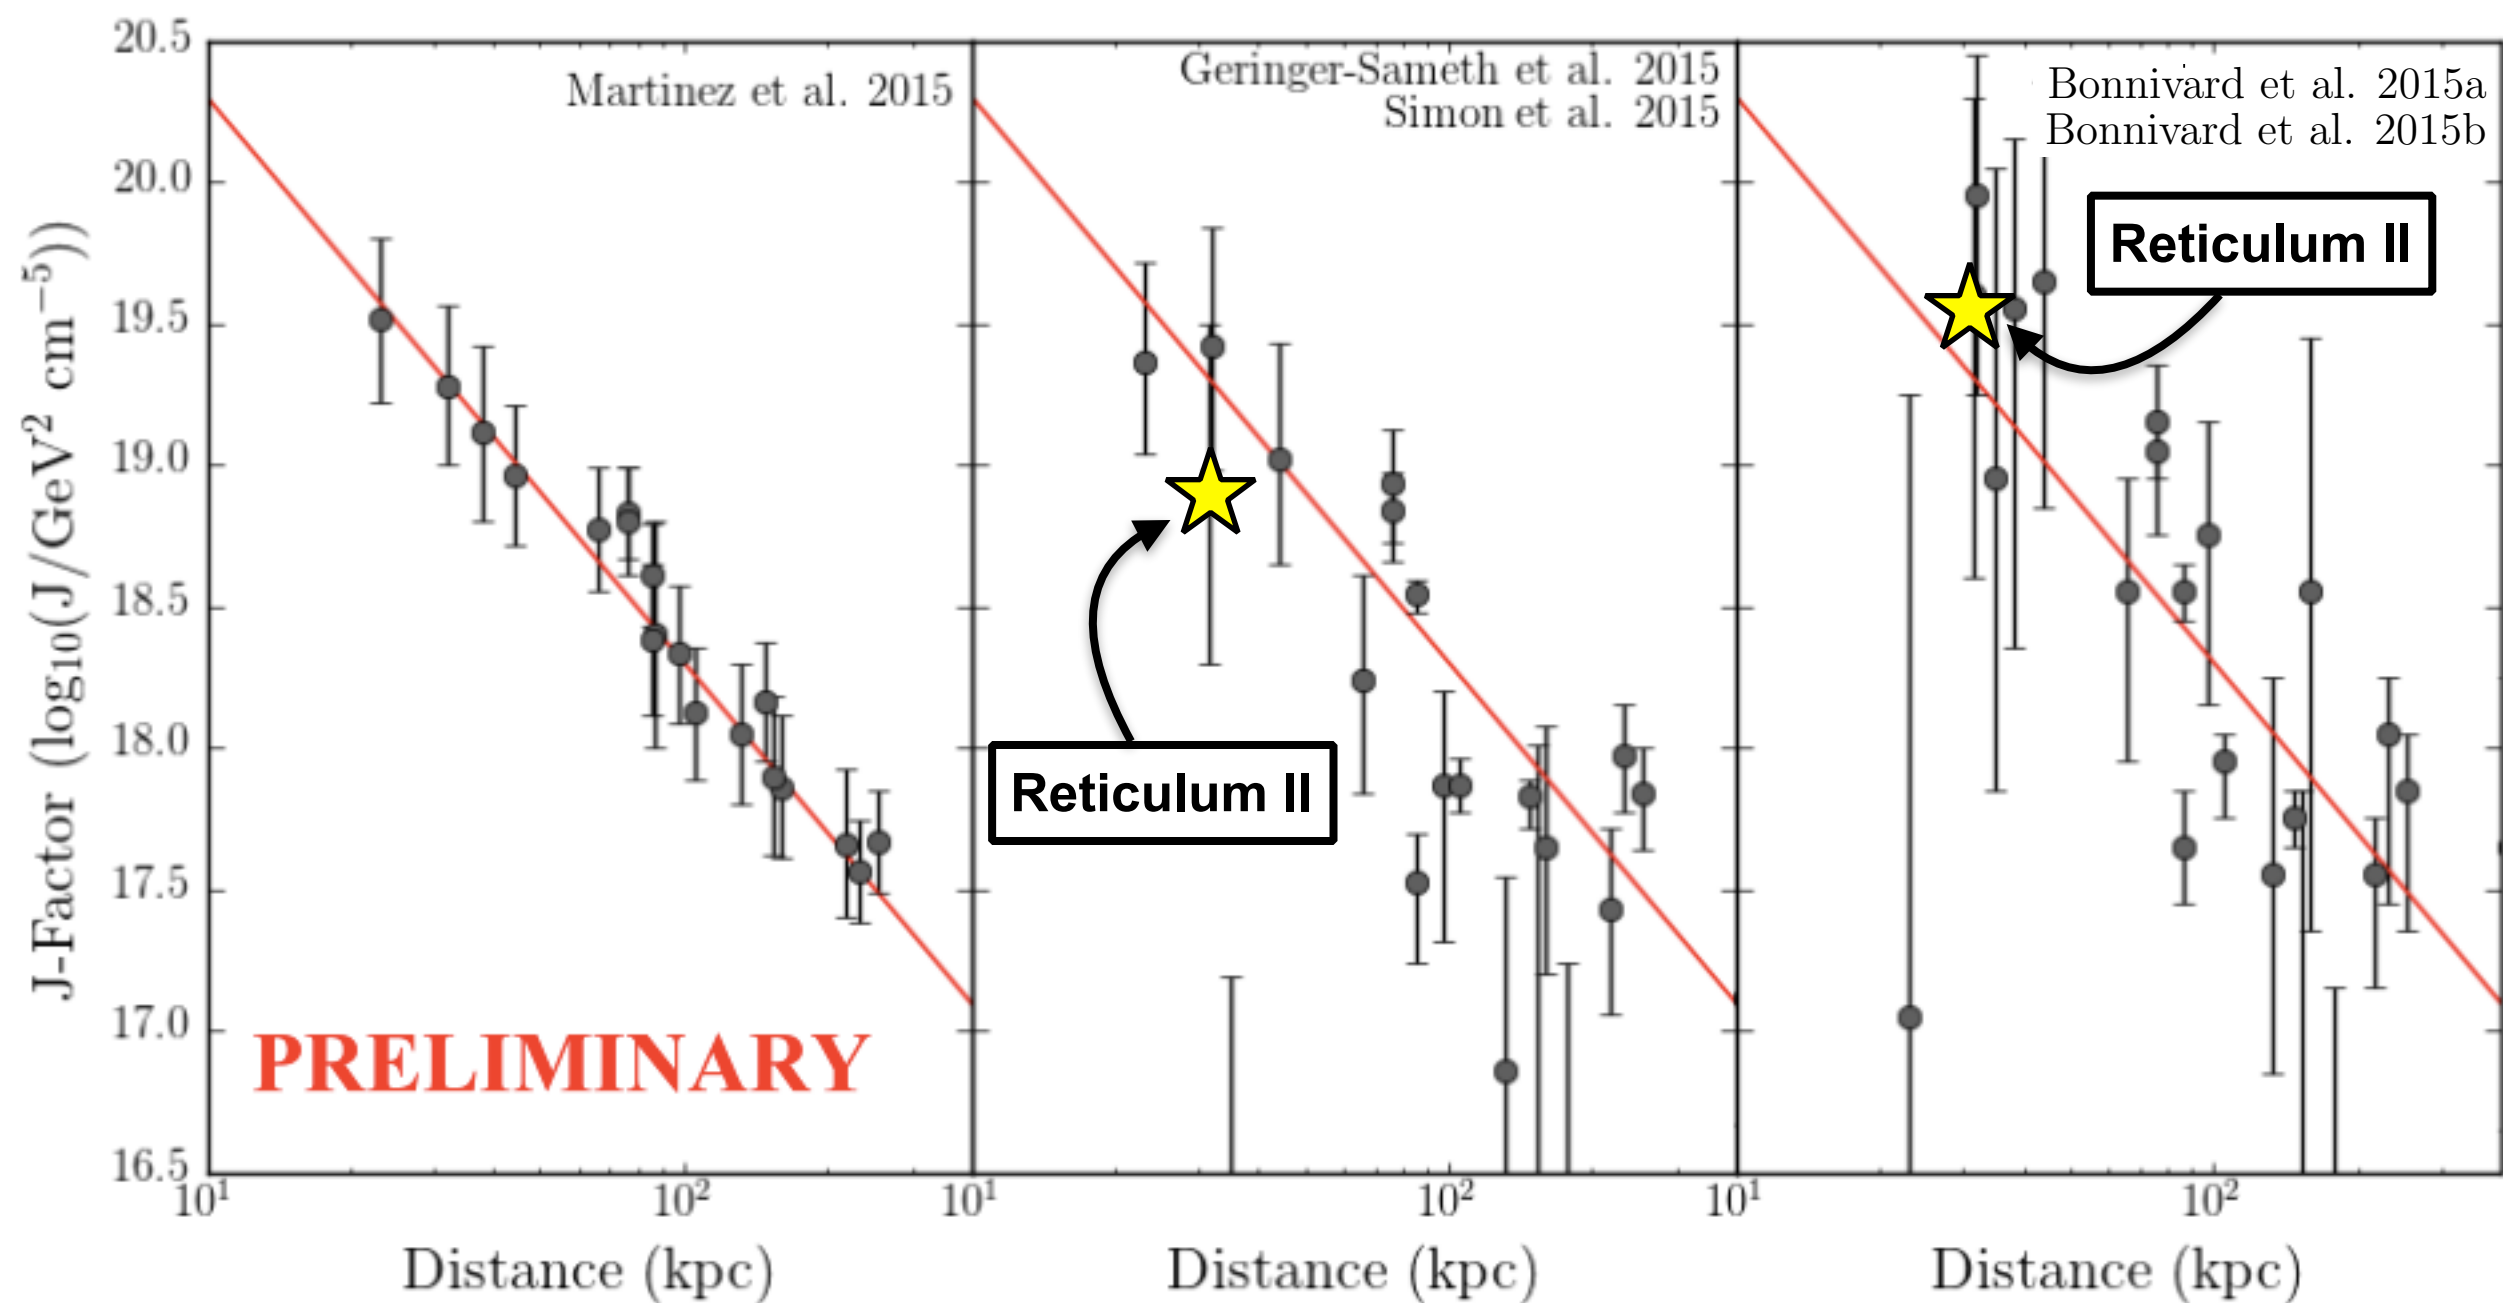 J-Factor (log₁₀(J/GeV² cm⁻⁵))
20.5
20.0
19.5
19.0
18.5
18.0
17.5
17.0
16.5
Martinez et al. 2015
PRELIMINARY
10¹
10²
Distance (kpc)
Geringer-Sameth et al. 2015
Simon et al. 2015
Reticulum II
10¹
10²
Distance (kpc)
Bonnivard et al. 2015a
Bonnivard et al. 2015b
Reticulum II
10¹
10²
Distance (kpc)